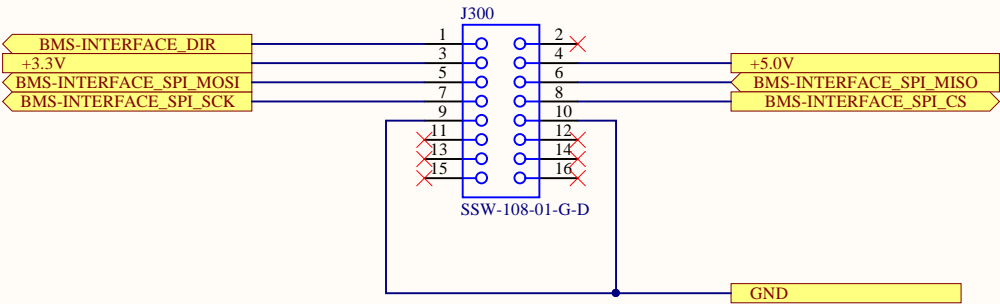 J300
BMS-INTERFACE_DIR 1 2
+3.3V 3 4 +5.0V
BMS-INTERFACE_SPI_MOSI 5 6 BMS-INTERFACE_SPI_MISO
BMS-INTERFACE_SPI_SCK 7 8 BMS-INTERFACE_SPI_CS
9 10
11 12
13 14
15 16
SSW-108-01-G-D
GND